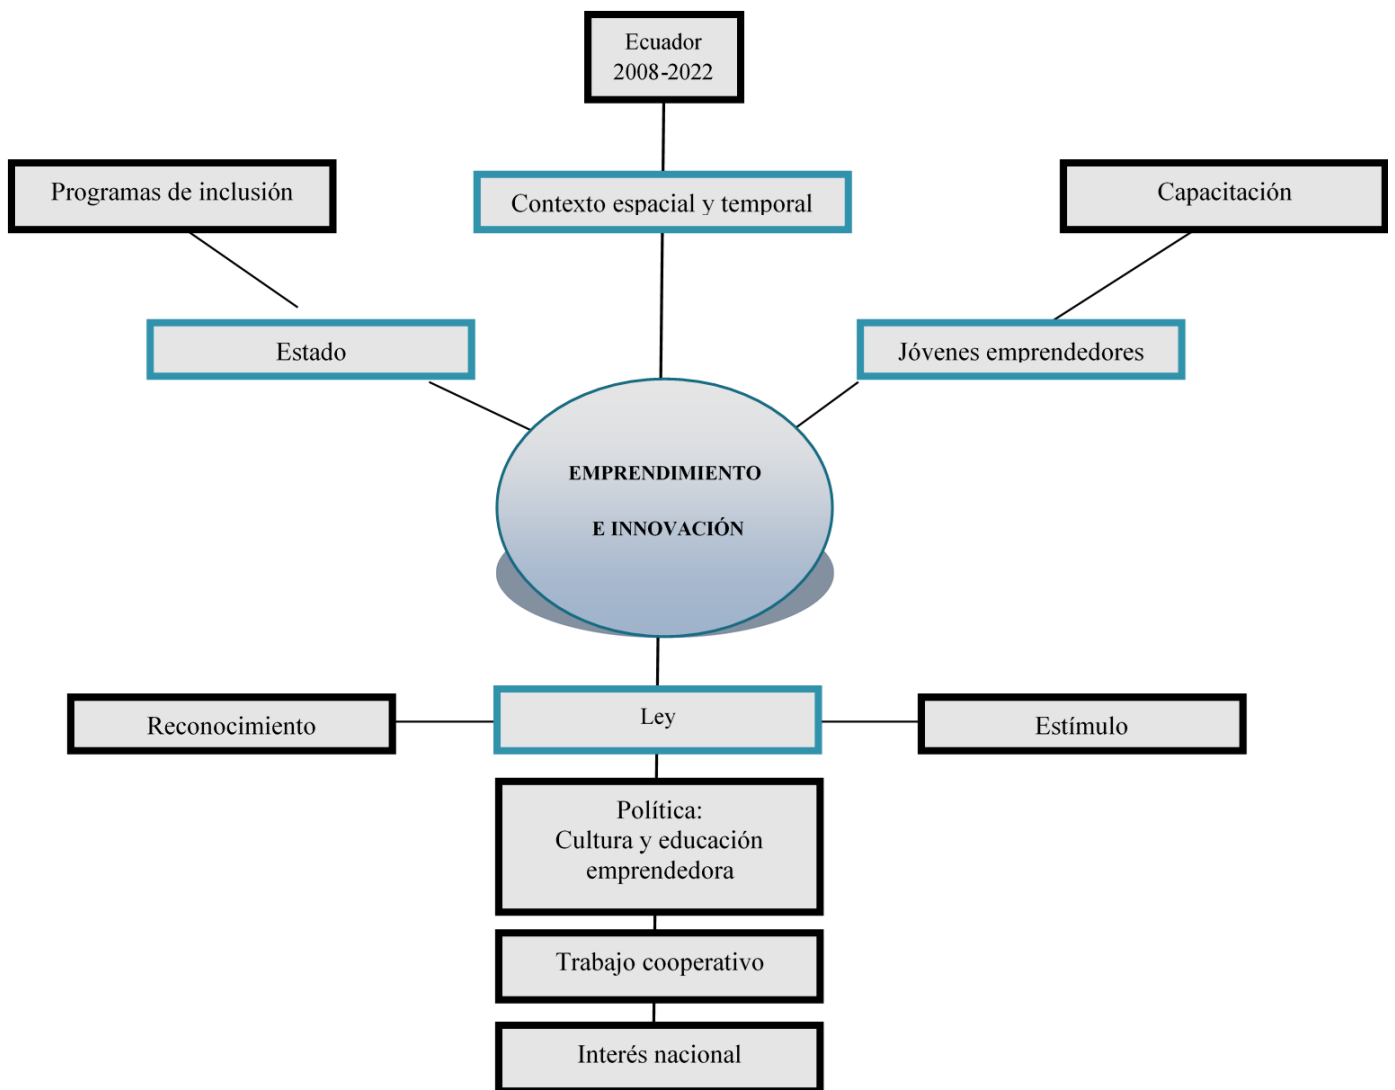 Ecuador
2008-2022
Programas de inclusión
Contexto espacial y temporal
Capacitación
Estado
Jóvenes emprendedores
EMPRENDIMIENTO
E INNOVACIÓN
Reconocimiento
Ley
Estímulo
Política:
Cultura y educación
emprendedora
Trabajo cooperativo
Interés nacional